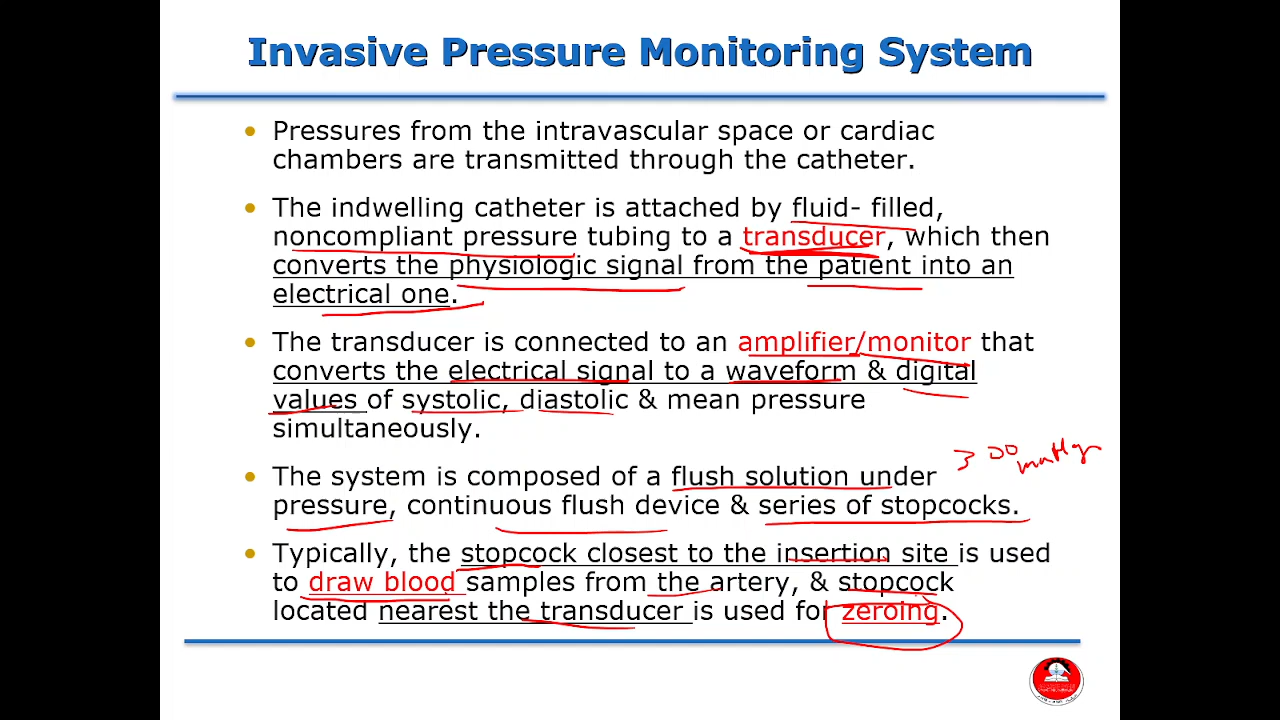 Invasive Pressure Monitoring System
• Pressures from the intravascular space or cardiac
chambers are transmitted through the catheter.
• The indwelling catheter is attached by fluid- filled,
noncompliant pressure tubing to a transducer, which then
converts the physiologic signal from the patient into an
electrical one.
• The transducer is connected to an amplifier/monitor that
converts the electrical signal to a waveform & digital
values of systolic, diastolic & mean pressure
simultaneously.
300 mmHg
• The system is composed of a flush solution under
pressure, continuous flush device & series of stopcocks.
• Typically, the stopcock closest to the insertion site is used
to draw blood samples from the artery, & stopcock
located nearest the transducer is used for zeroing.